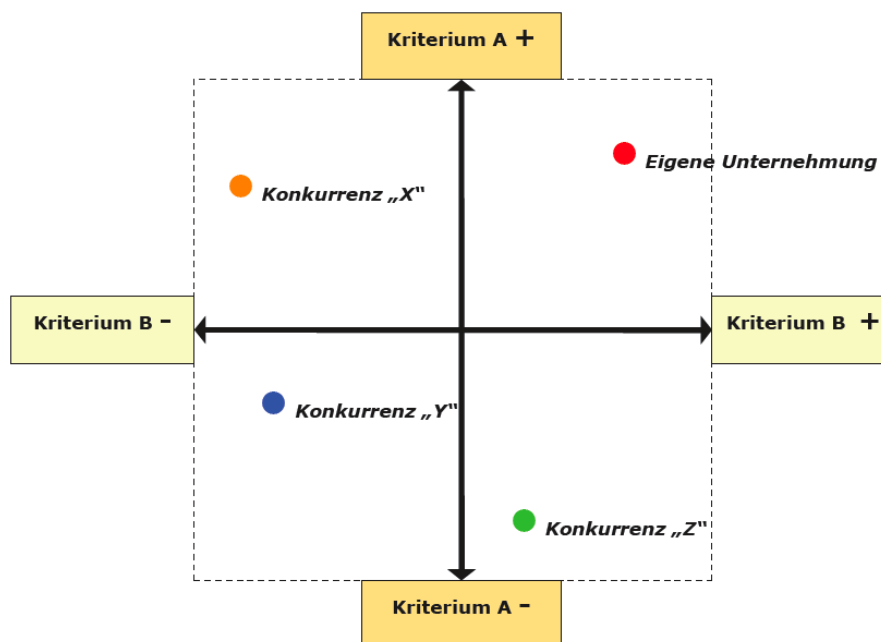 Kriterium A +
Eigene Unternehmung
Konkurrenz „X“
Kriterium B -
Kriterium B +
Konkurrenz „Y“
Konkurrenz „Z“
Kriterium A -